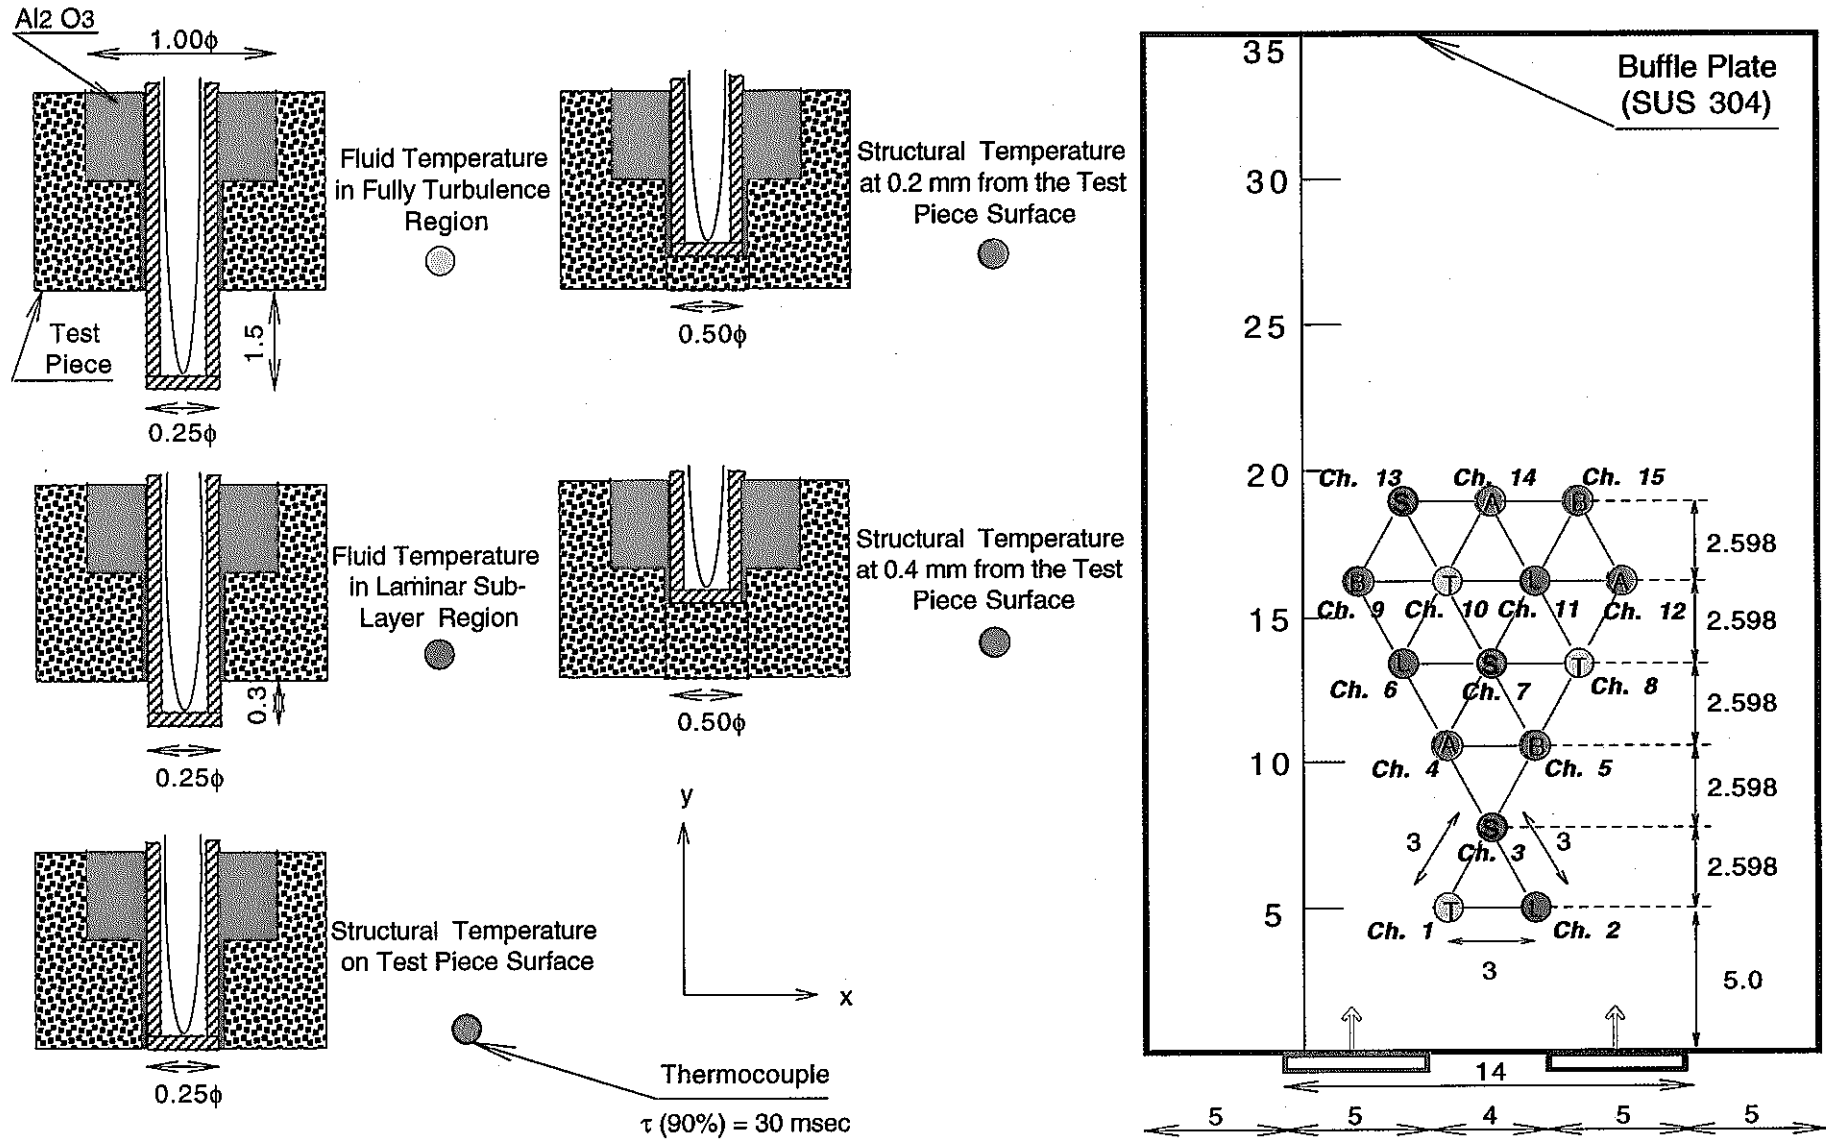 Al2 O3
1.00ϕ
Fluid Temperature
in Fully Turbulence
Region
Test
Piece
1.5
0.25ϕ
Structural Temperature
at 0.2 mm from the Test
Piece Surface
0.50ϕ
Fluid Temperature
in Laminar Sub-
Layer Region
0.3
0.25ϕ
Structural Temperature
at 0.4 mm from the Test
Piece Surface
0.50ϕ
Structural Temperature
on Test Piece Surface
0.25ϕ
y
x
Thermocouple
τ (90%) = 30 msec
35
Buffle Plate
(SUS 304)
30
25
20
Ch. 13 Ch. 14 Ch. 15
S A B
2.598
B T L A
15
Cb. 9 Ch. 10 Ch. 11 Ch. 12
2.598
L S T
Ch. 6 Ch. 7 Ch. 8
2.598
A B
10
Ch. 4 Ch. 5
2.598
S
3 Ch. 3 3
2.598
T L
5
Ch. 1 Ch. 2
3
5.0
14
5 5 4 5 5